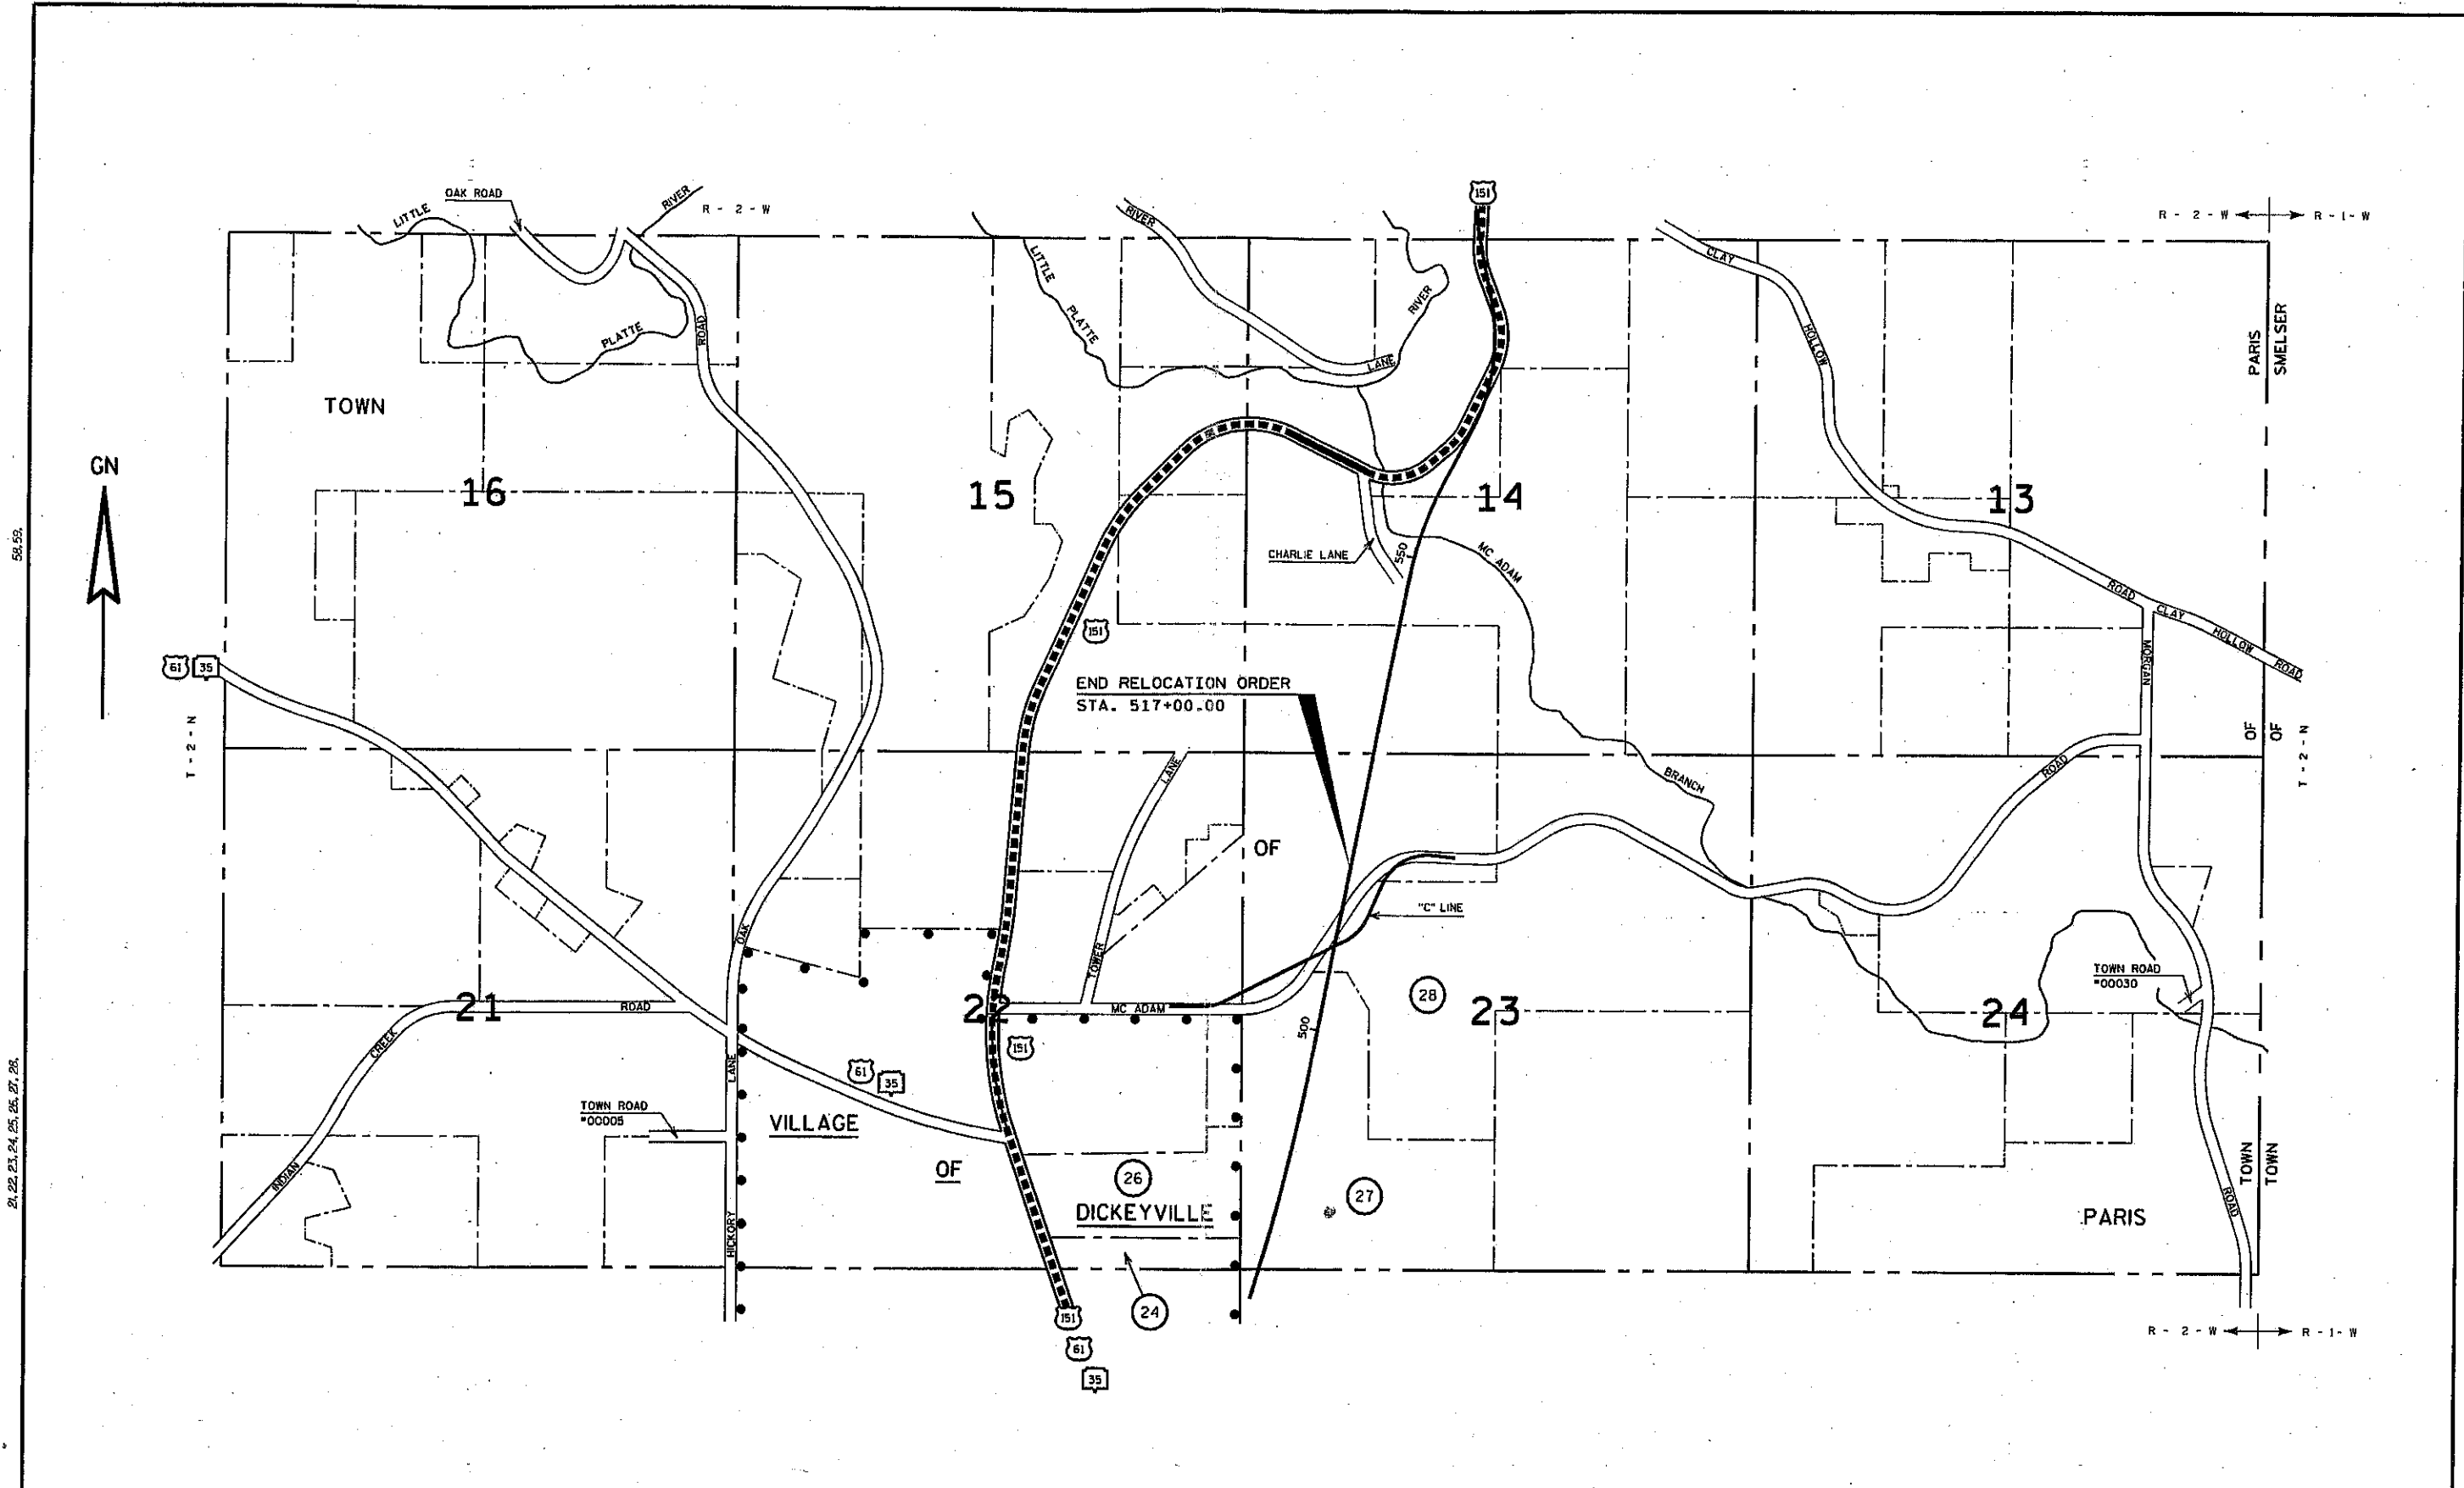 151
OAK ROAD
LITTLE
RIVER
R - 2 - W
RIVER
R - 2 - W
R - 1 - W
LITTLE
PLATTE
RIVER
CLAY
ROAD
PLATTE
HOLLOW
PARIS
SMELSER
LANE
TOWN
GN
16
15
14
13
58, 59,
CHARLIE LANE
550
MC ADAM
ROAD
CLAY
HOLLOW
ROAD
151
MORGAN
61
35
END RELOCATION ORDER
STA. 517+00.00
T - 2 - N
OF
OF
T - 2 - N
LANE
BRANCH
ROAD
OF
"C" LINE
OAK
TOWER
TOWN ROAD
*00030
28
21
ROAD
22
MC ADAM
23
24
500
CREEK
151
LANE
61
35
21, 22, 23, 24, 25, 26, 27, 28,
TOWN ROAD
*00005
VILLAGE
TOWN
TOWN
INDIAN
OF
26
27
ROAD
DICKEYVILLE
PARIS
HICKORY
24
151
61
35
R - 2 - W
R - 1 - W